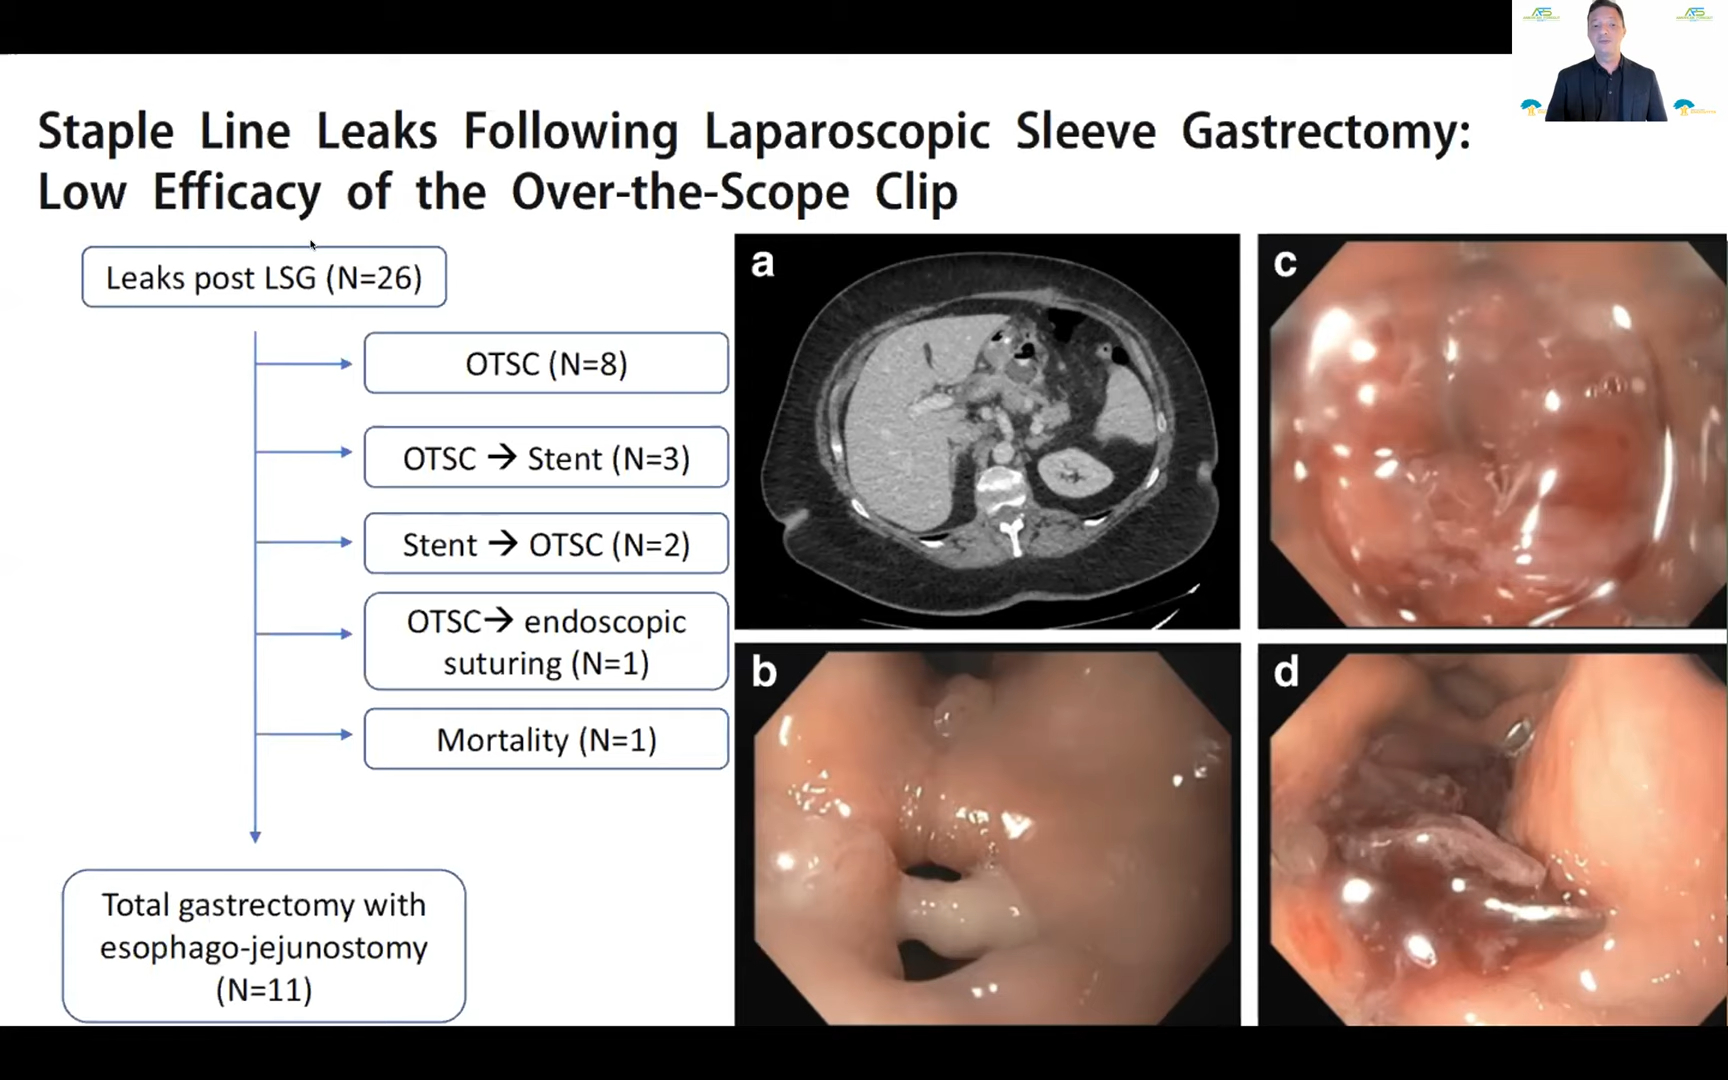 Staple Line Leaks Following Laparoscopic Sleeve Gastrectomy:
Low Efficacy of the Over-the-Scope Clip
Leaks post LSG (N=26)
OTSC (N=8)
OTSC → Stent (N=3)
Stent → OTSC (N=2)
OTSC→ endoscopic
suturing (N=1)
Mortality (N=1)
Total gastrectomy with
esophago-jejunostomy
(N=11)
a
c
b
d